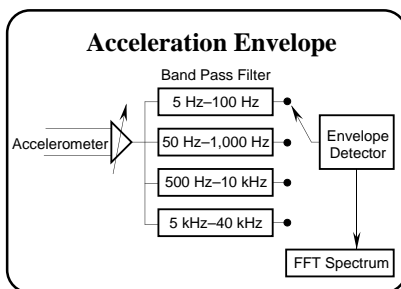 Acceleration Envelope
Band Pass Filter
5 Hz–100 Hz
50 Hz–1,000 Hz
500 Hz–10 kHz
5 kHz–40 kHz
Accelerometer
Envelope
Detector
FFT Spectrum